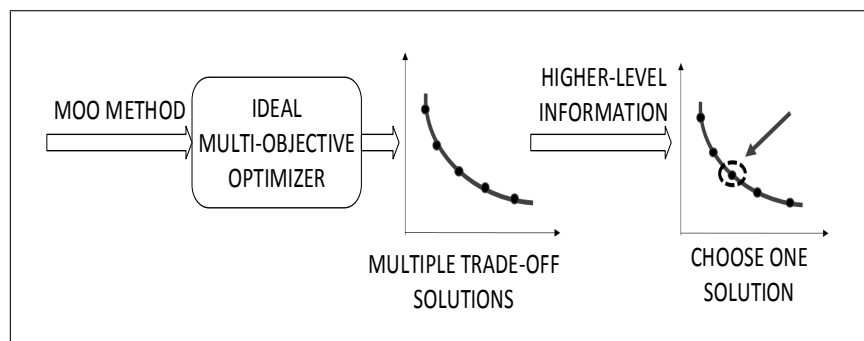 MOO METHOD
IDEAL
MULTI-OBJECTIVE
OPTIMIZER
MULTIPLE TRADE-OFF
SOLUTIONS
HIGHER-LEVEL
INFORMATION
CHOOSE ONE
SOLUTION